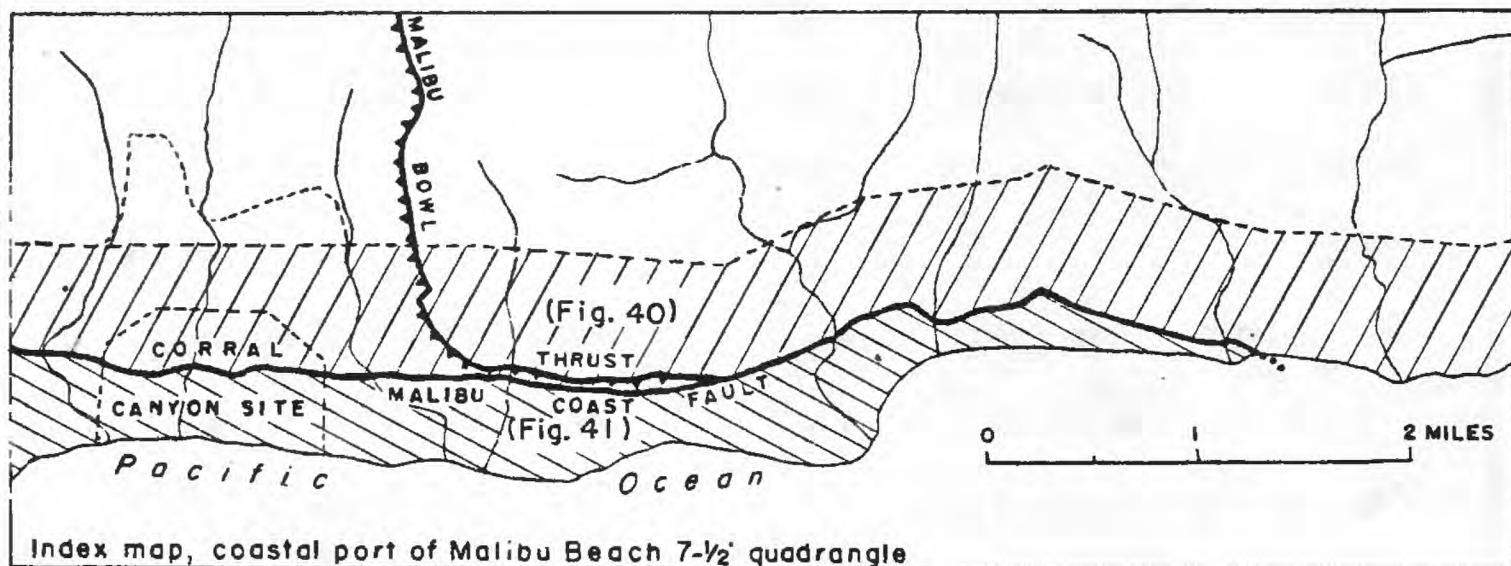 MALIBU
BOWL
(Fig. 40)
THRUST
CORRAL
CANYON SITE
MALIBU
COAST
FAULT
(Fig. 41)
Pacific
Ocean
0 1 2 MILES
Index map, coastal port of Malibu Beach 7-½' quadrangle